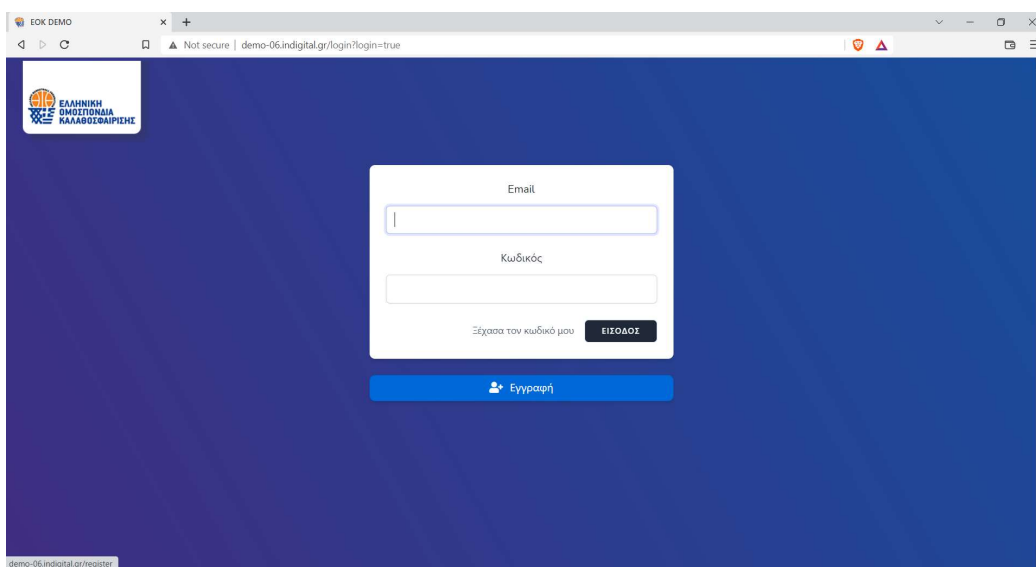 EOK DEMO
Not secure | demo-06.indigital.gr/login?login=true
ΕΛΛΗΝΙΚΗ
ΟΜΟΣΠΟΝΔΙΑ
ΚΑΛΑΘΟΣΦΑΙΡΙΣΗΣ
Email
Κωδικός
Ξέχασα τον κωδικό μου
ΕΙΣΟΔΟΣ
Εγγραφή
demo-06.indigital.gr/register